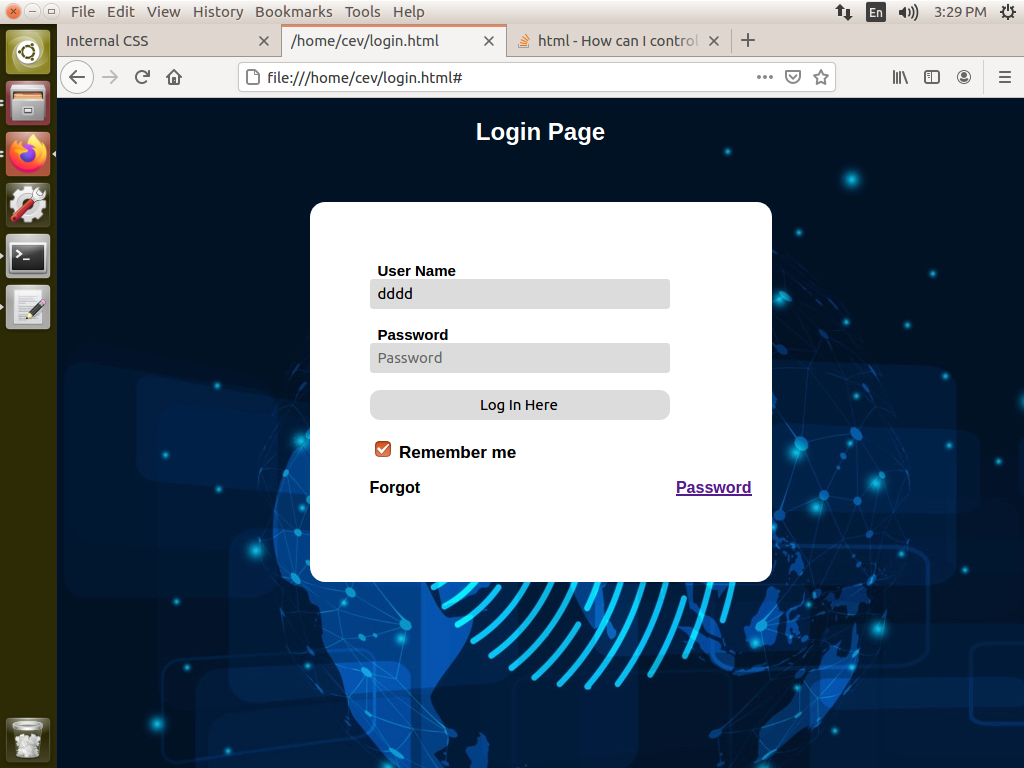 File Edit View History Bookmarks Tools Help
En
3:29 PM
Internal CSS
/home/cev/login.html
html - How can I control
file:///home/cev/login.html#
Login Page
User Name
dddd
Password
Password
Log In Here
Remember me
Forgot
Password